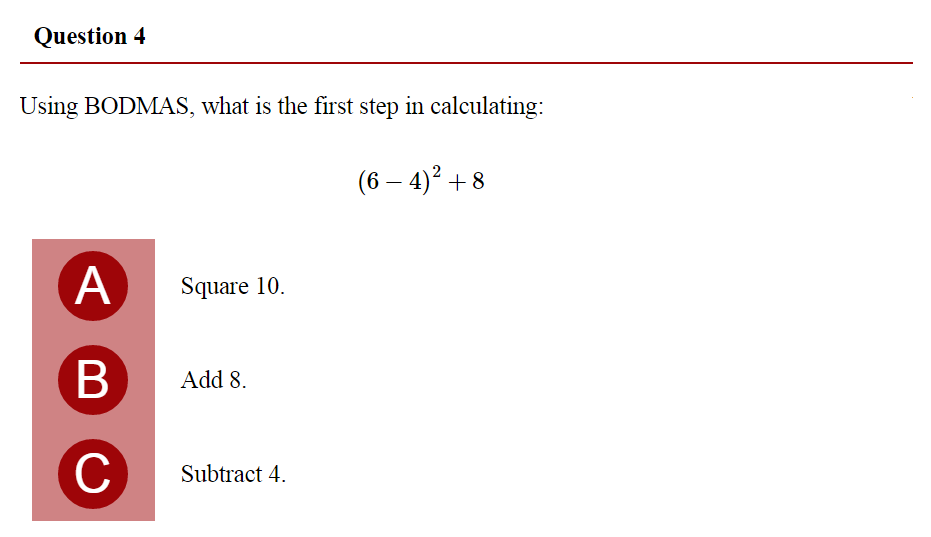 Question 4
Using BODMAS, what is the first step in calculating:
(6 − 4)² + 8
A Square 10.
B Add 8.
C Subtract 4.